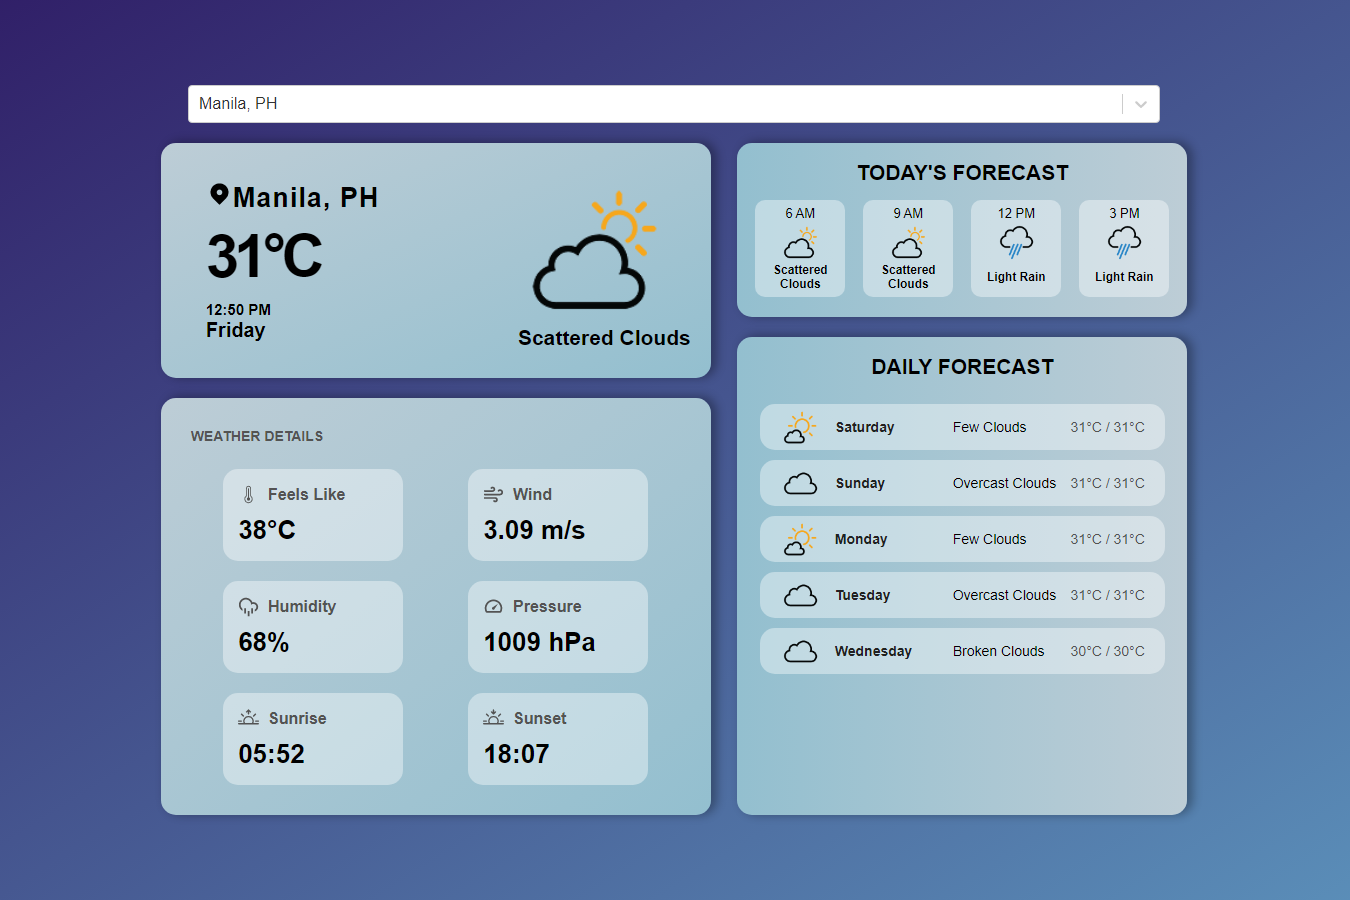 Manila, PH
Manila, PH
31°C
12:50 PM
Friday
Scattered Clouds
WEATHER DETAILS
Feels Like
38°C
Wind
3.09 m/s
Humidity
68%
Pressure
1009 hPa
Sunrise
05:52
Sunset
18:07
TODAY'S FORECAST
6 AM
Scattered
Clouds
9 AM
Scattered
Clouds
12 PM
Light Rain
3 PM
Light Rain
DAILY FORECAST
Saturday Few Clouds 31°C / 31°C
Sunday Overcast Clouds 31°C / 31°C
Monday Few Clouds 31°C / 31°C
Tuesday Overcast Clouds 31°C / 31°C
Wednesday Broken Clouds 30°C / 30°C